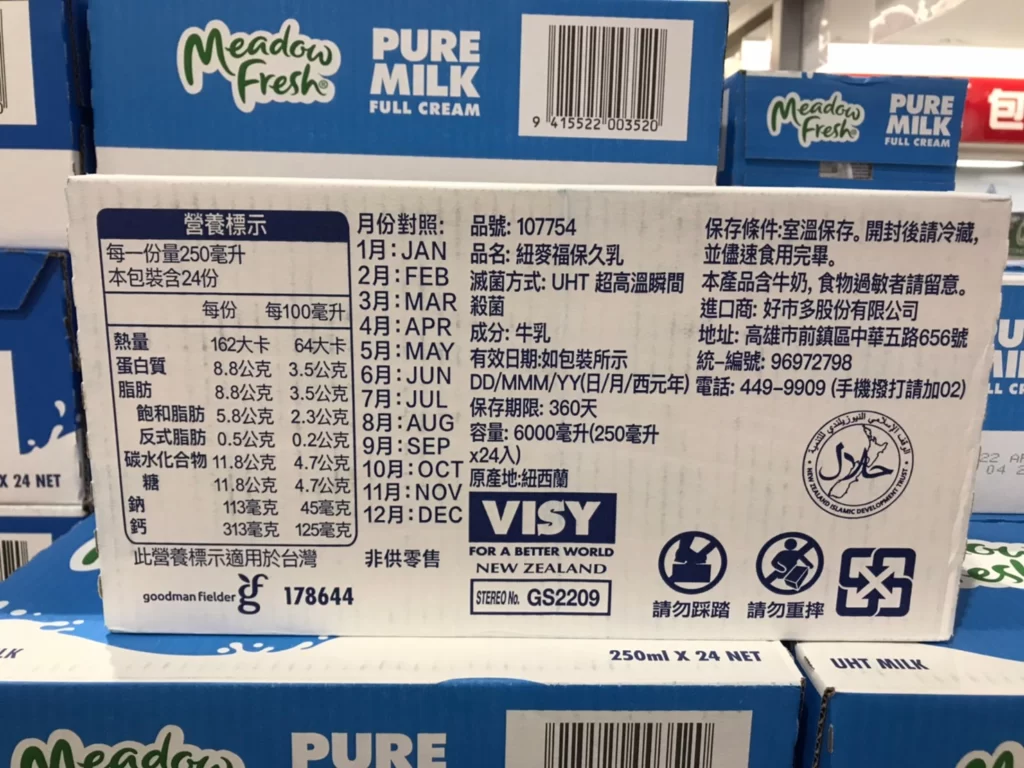 Meadow
Fresh®
PURE
MILK
FULL CREAM
9 415522 003520
Meadow
Fresh
PURE
MILK
FULL CREAM
包
營養標示
每一份量250毫升
本包裝含24份
每份 每100毫升
熱量 162大卡 64大卡
蛋白質 8.8公克 3.5公克
脂肪 8.8公克 3.5公克
飽和脂肪 5.8公克 2.3公克
反式脂肪 0.5公克 0.2公克
碳水化合物 11.8公克 4.7公克
糖 11.8公克 4.7公克
鈉 113毫克 45毫克
鈣 313毫克 125毫克
此營養標示適用於台灣
goodman fielder gf 178644
月份對照:
1月: JAN
2月: FEB
3月: MAR
4月: APR
5月: MAY
6月: JUN
7月: JUL
8月: AUG
9月: SEP
10月: OCT
11月: NOV
12月: DEC
非供零售
品號: 107754
品名: 紐麥福保久乳
滅菌方式: UHT 超高溫瞬間
殺菌
成分: 牛乳
有效日期:如包裝所示
DD/MMM/YY(日/月/西元年)
保存期限: 360天
容量: 6000毫升(250毫升
x24入)
原產地:紐西蘭
VISY
FOR A BETTER WORLD
NEW ZEALAND
STEREO No. GS2209
保存條件:室溫保存。開封後請冷藏,
並儘速食用完畢。
本產品含牛奶, 食物過敏者請留意。
進口商: 好市多股份有限公司
地址: 高雄市前鎮區中華五路656號
統一編號: 96972798
電話: 449-9909 (手機撥打請加02)
حلال
NEW ZEALAND ISLAMIC DEVELOPMENT TRUST
請勿踩踏 請勿重摔
X 24 NET
250ml X 24 NET
UHT MILK
Meadow
PURE